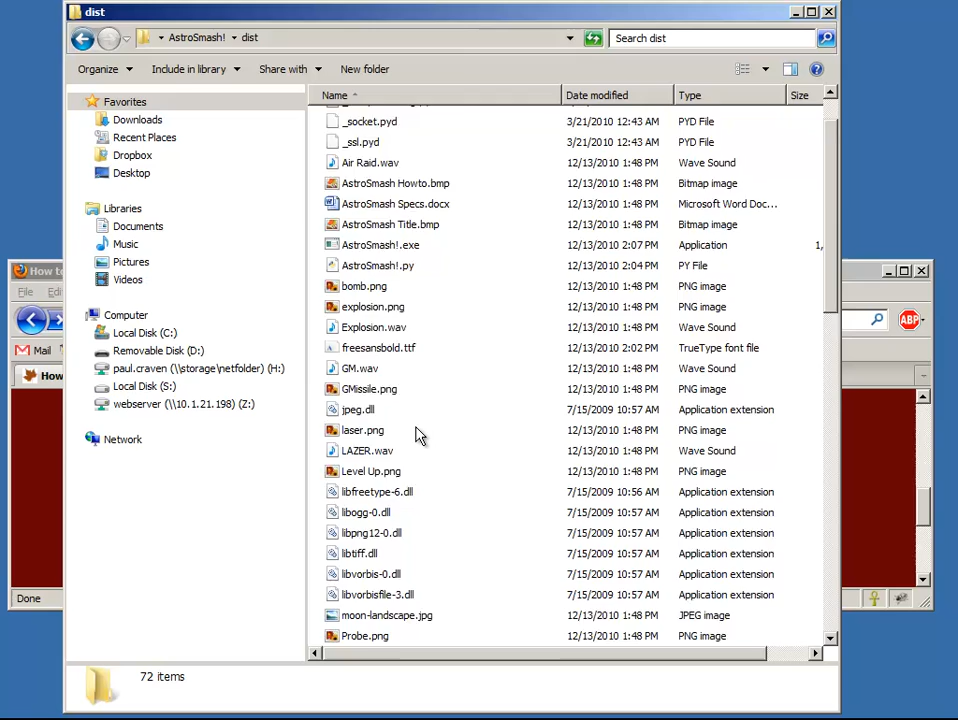 dist
AstroSmash! dist
Search dist
Organize Include in library Share with New folder
Name Date modified Type Size
Favorites
Downloads
Recent Places
Dropbox
Desktop
Libraries
Documents
Music
Pictures
Videos
Computer
Local Disk (C:)
Removable Disk (D:)
paul.craven (\\storage\netfolder) (H:)
Local Disk (S:)
webserver (\\10.1.21.198) (Z:)
Network
_socket.pyd 3/21/2010 12:43 AM PYD File
_ssl.pyd 3/21/2010 12:43 AM PYD File
Air Raid.wav 12/13/2010 1:48 PM Wave Sound
AstroSmash Howto.bmp 12/13/2010 1:48 PM Bitmap image
AstroSmash Specs.docx 12/13/2010 1:48 PM Microsoft Word Doc...
AstroSmash Title.bmp 12/13/2010 1:48 PM Bitmap image
AstroSmash!.exe 12/13/2010 2:07 PM Application 1,
AstroSmash!.py 12/13/2010 2:04 PM PY File
bomb.png 12/13/2010 1:48 PM PNG image
explosion.png 12/13/2010 1:48 PM PNG image
Explosion.wav 12/13/2010 1:48 PM Wave Sound
freesansbold.ttf 12/13/2010 2:02 PM TrueType font file
GM.wav 12/13/2010 1:48 PM Wave Sound
GMissile.png 12/13/2010 1:48 PM PNG image
jpeg.dll 7/15/2009 10:57 AM Application extension
laser.png 12/13/2010 1:48 PM PNG image
LAZER.wav 12/13/2010 1:48 PM Wave Sound
Level Up.png 12/13/2010 1:48 PM PNG image
libfreetype-6.dll 7/15/2009 10:56 AM Application extension
libogg-0.dll 7/15/2009 10:57 AM Application extension
libpng12-0.dll 7/15/2009 10:57 AM Application extension
libtiff.dll 7/15/2009 10:57 AM Application extension
libvorbis-0.dll 7/15/2009 10:57 AM Application extension
libvorbisfile-3.dll 7/15/2009 10:57 AM Application extension
moon-landscape.jpg 12/13/2010 1:48 PM JPEG image
Probe.png 12/13/2010 1:48 PM PNG image
72 items
How to
File Edi
ABP
Mail
How
Done